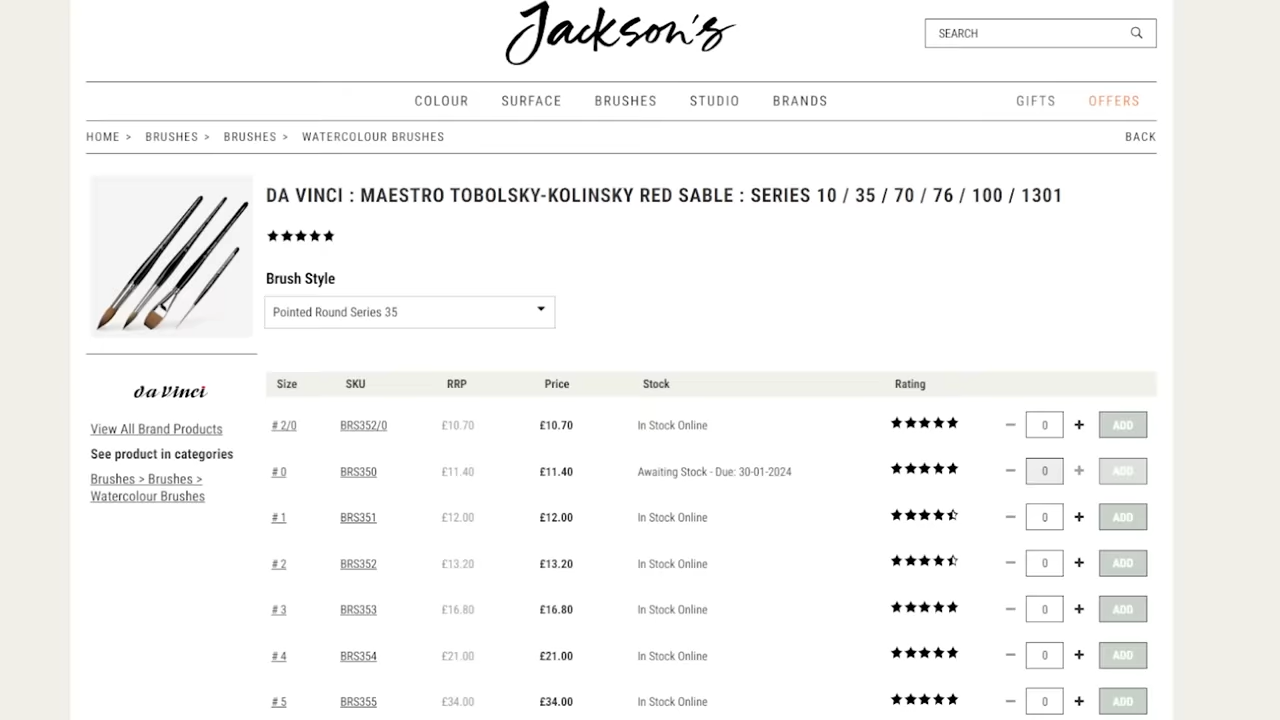 Jackson's
SEARCH
COLOUR SURFACE BRUSHES STUDIO BRANDS GIFTS OFFERS
HOME > BRUSHES > BRUSHES > WATERCOLOUR BRUSHES BACK
DA VINCI : MAESTRO TOBOLSKY-KOLINSKY RED SABLE : SERIES 10 / 35 / 70 / 76 / 100 / 1301
Brush Style
Pointed Round Series 35
da Vinci
View All Brand Products
See product in categories
Brushes > Brushes >
Watercolour Brushes
Size SKU RRP Price Stock Rating
# 2/0 BRS352/0 £10.70 £10.70 In Stock Online − 0 + ADD
# 0 BRS350 £11.40 £11.40 Awaiting Stock - Due: 30-01-2024 − 0 + ADD
# 1 BRS351 £12.00 £12.00 In Stock Online − 0 + ADD
# 2 BRS352 £13.20 £13.20 In Stock Online − 0 + ADD
# 3 BRS353 £16.80 £16.80 In Stock Online − 0 + ADD
# 4 BRS354 £21.00 £21.00 In Stock Online − 0 + ADD
# 5 BRS355 £34.00 £34.00 In Stock Online − 0 + ADD